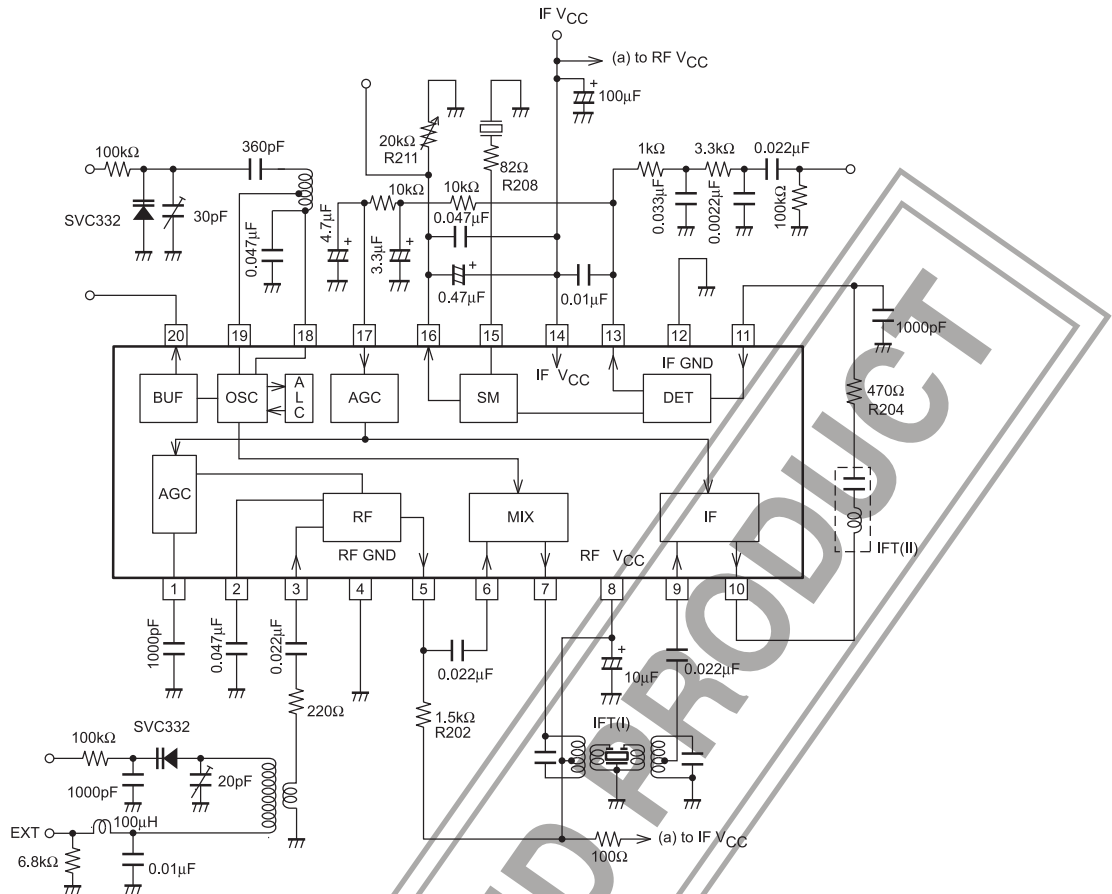 IF VCC
(a) to RF VCC
100μF
+
20kΩ
R211
82Ω
R208
100kΩ
360pF
SVC332
30pF
0.047μF
4.7μF
+
10kΩ
3.3μF
+
10kΩ
0.047μF
0.47μF
+
0.01μF
1kΩ
3.3kΩ
0.022μF
0.033μF
0.0022μF
100kΩ
1000pF
20
19
18
17
16
15
14
13
12
11
IF VCC
IF GND
BUF
OSC
ALC
AGC
SM
DET
470Ω
R204
AGC
RF
RF GND
MIX
RF VCC
IF
IFT(II)
1
2
3
4
5
6
7
8
9
10
1000pF
0.047μF
0.022μF
0.022μF
+
10μF
0.022μF
220Ω
1.5kΩ
R202
IFT(I)
SVC332
100kΩ
1000pF
20pF
100μH
EXT
6.8kΩ
0.01μF
100Ω
(a) to IF VCC
ND PRODUCT